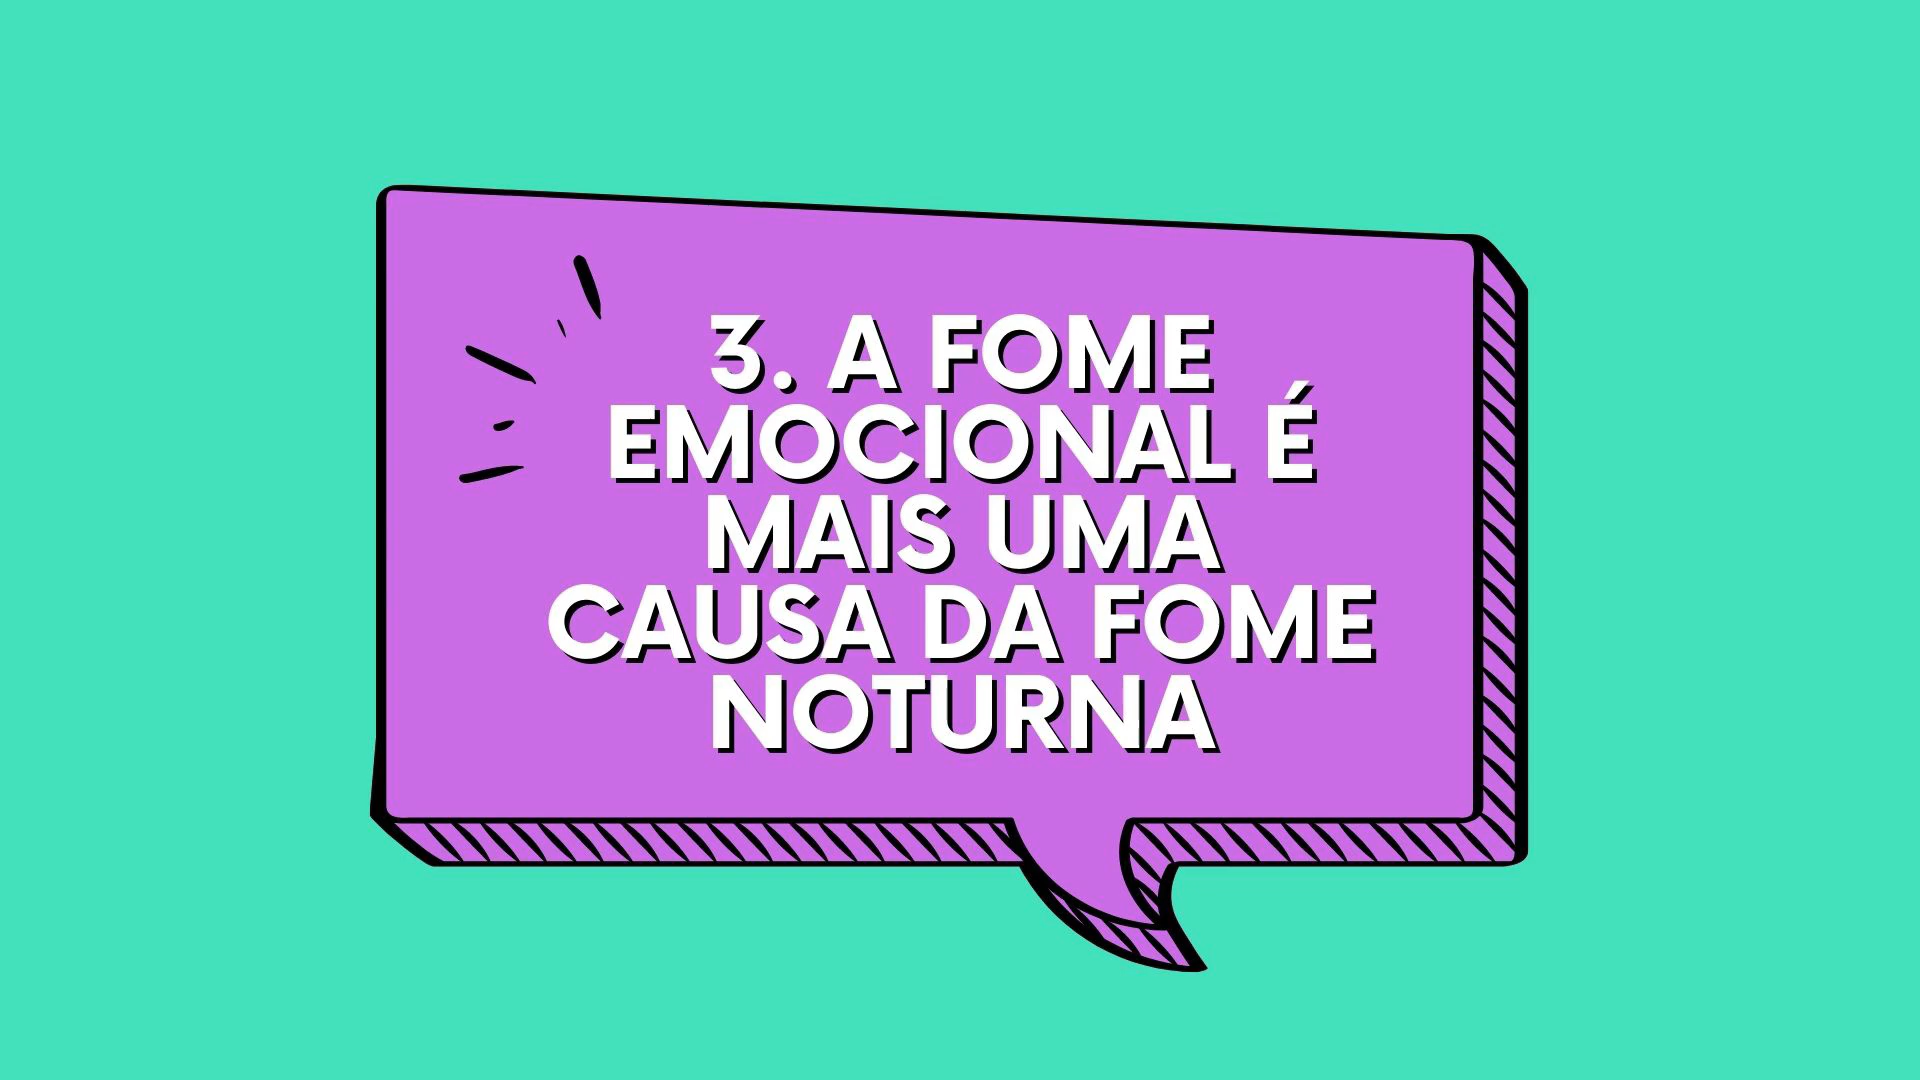 3. A FOME
EMOCIONAL É
MAIS UMA
CAUSA DA FOME
NOTURNA